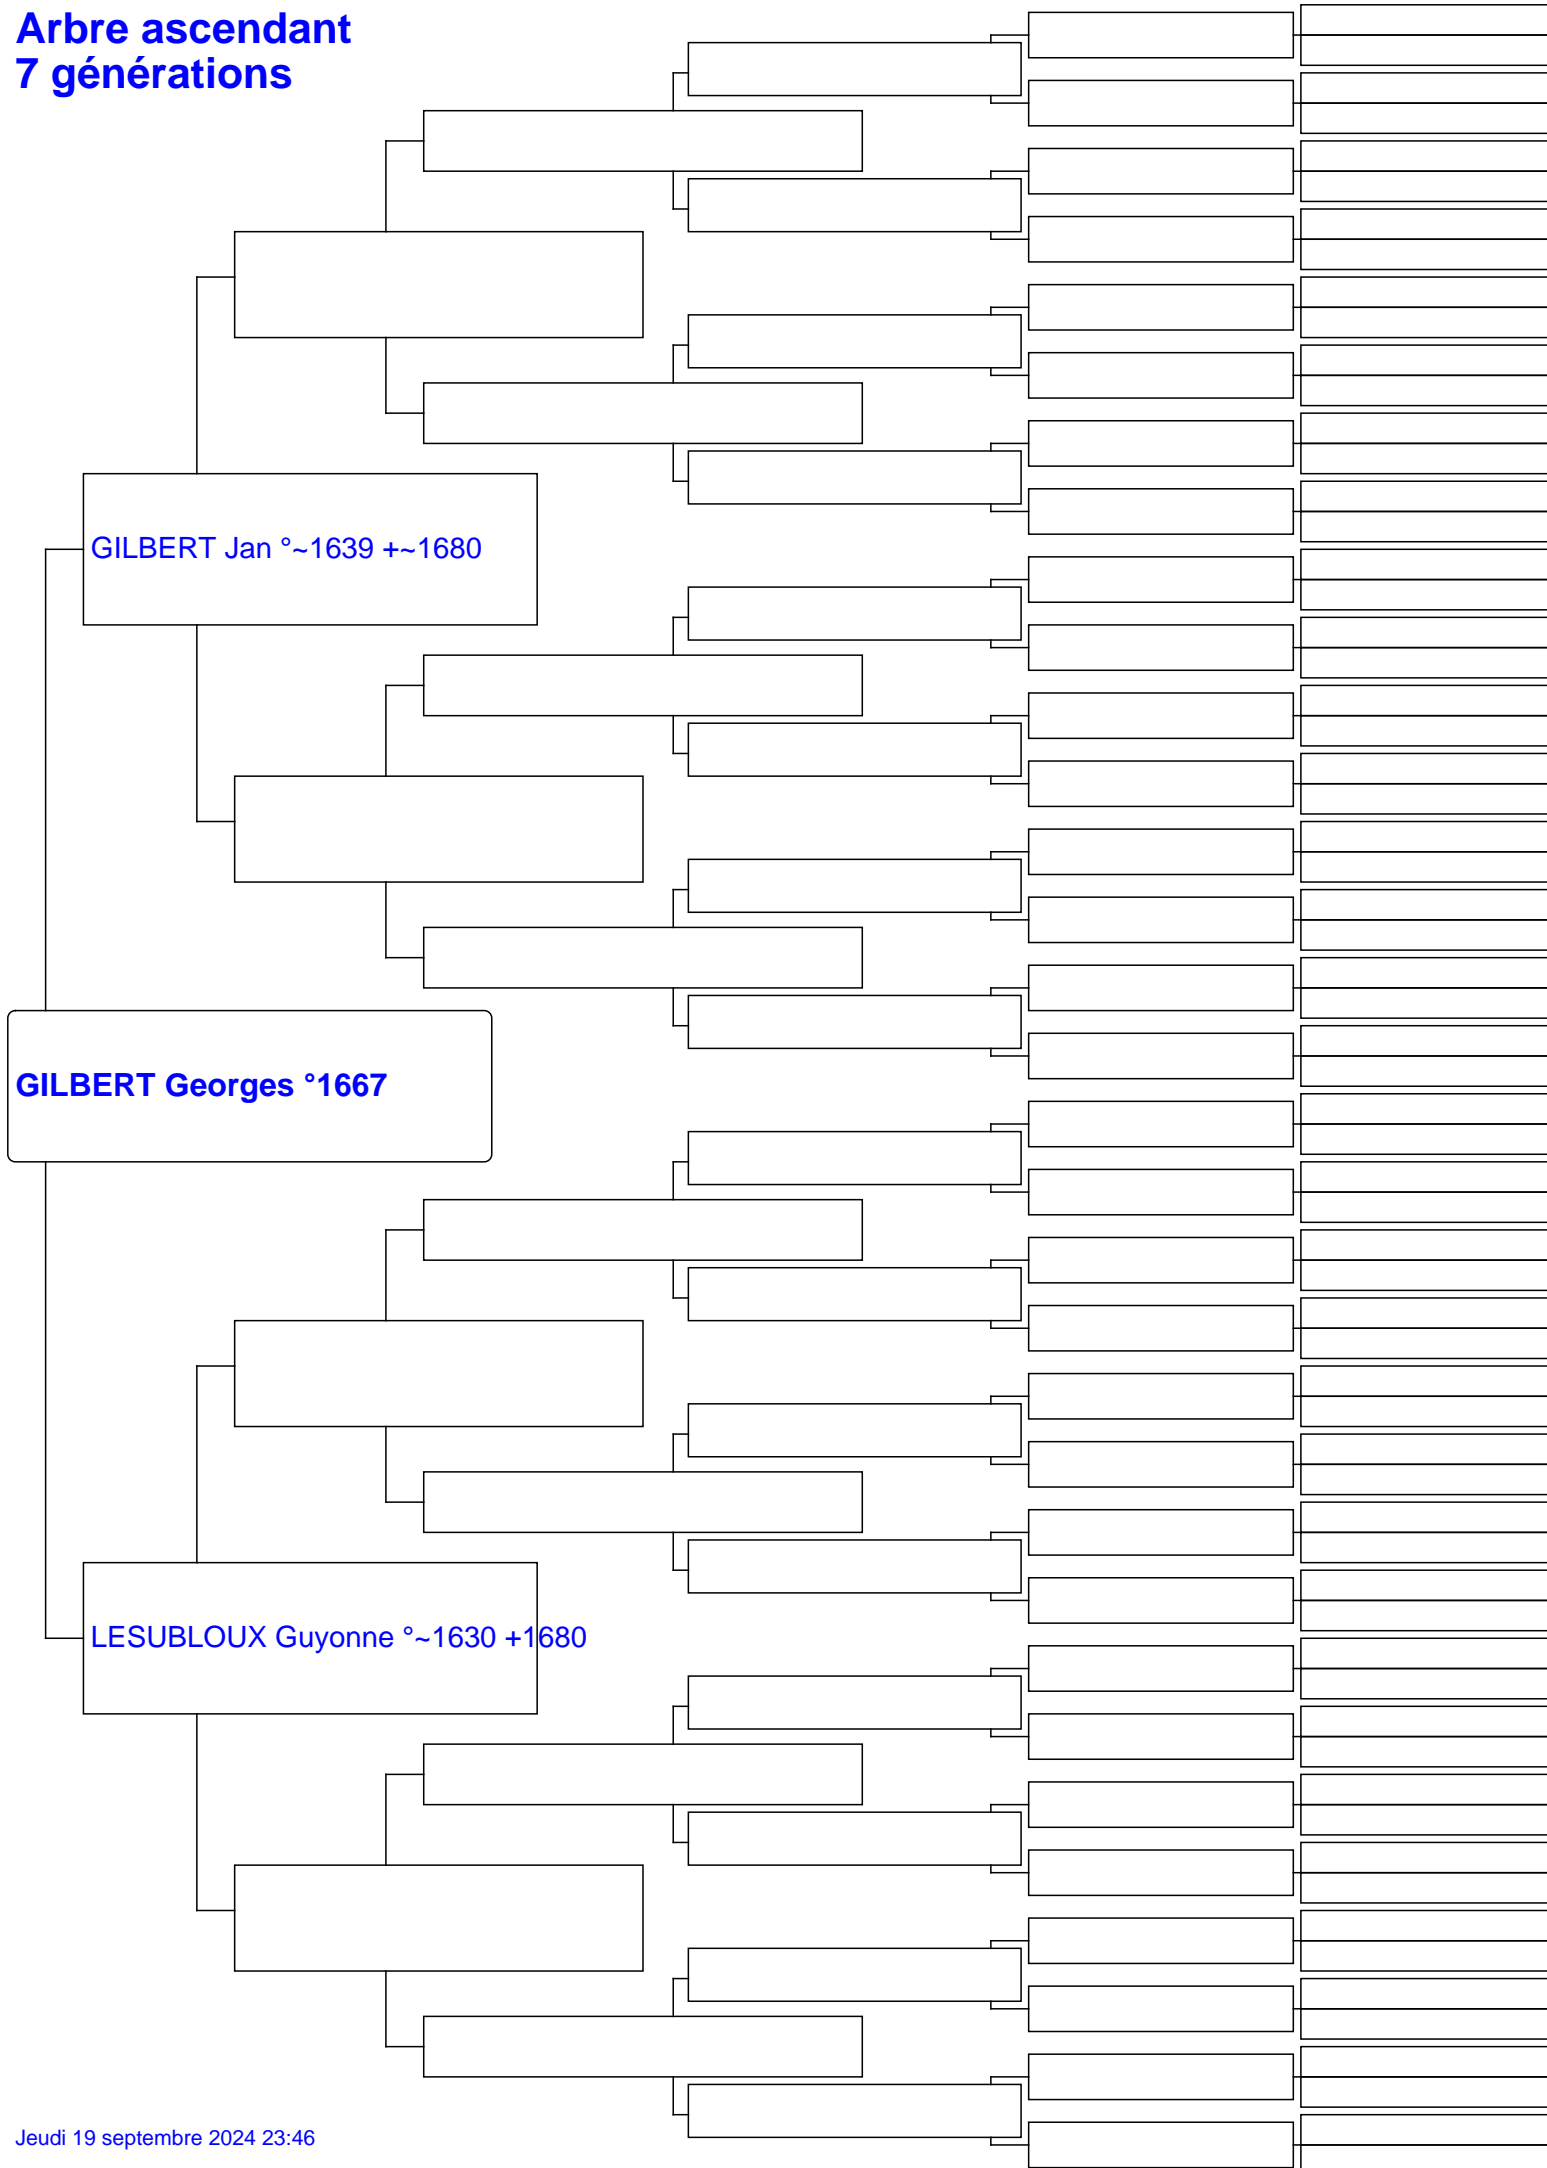 Arbre ascendant
7 générations
GILBERT Jan °~1639 +~1680
GILBERT Georges °1667
LESUBLOUX Guyonne °~1630 +1680
Jeudi 19 septembre 2024 23:46